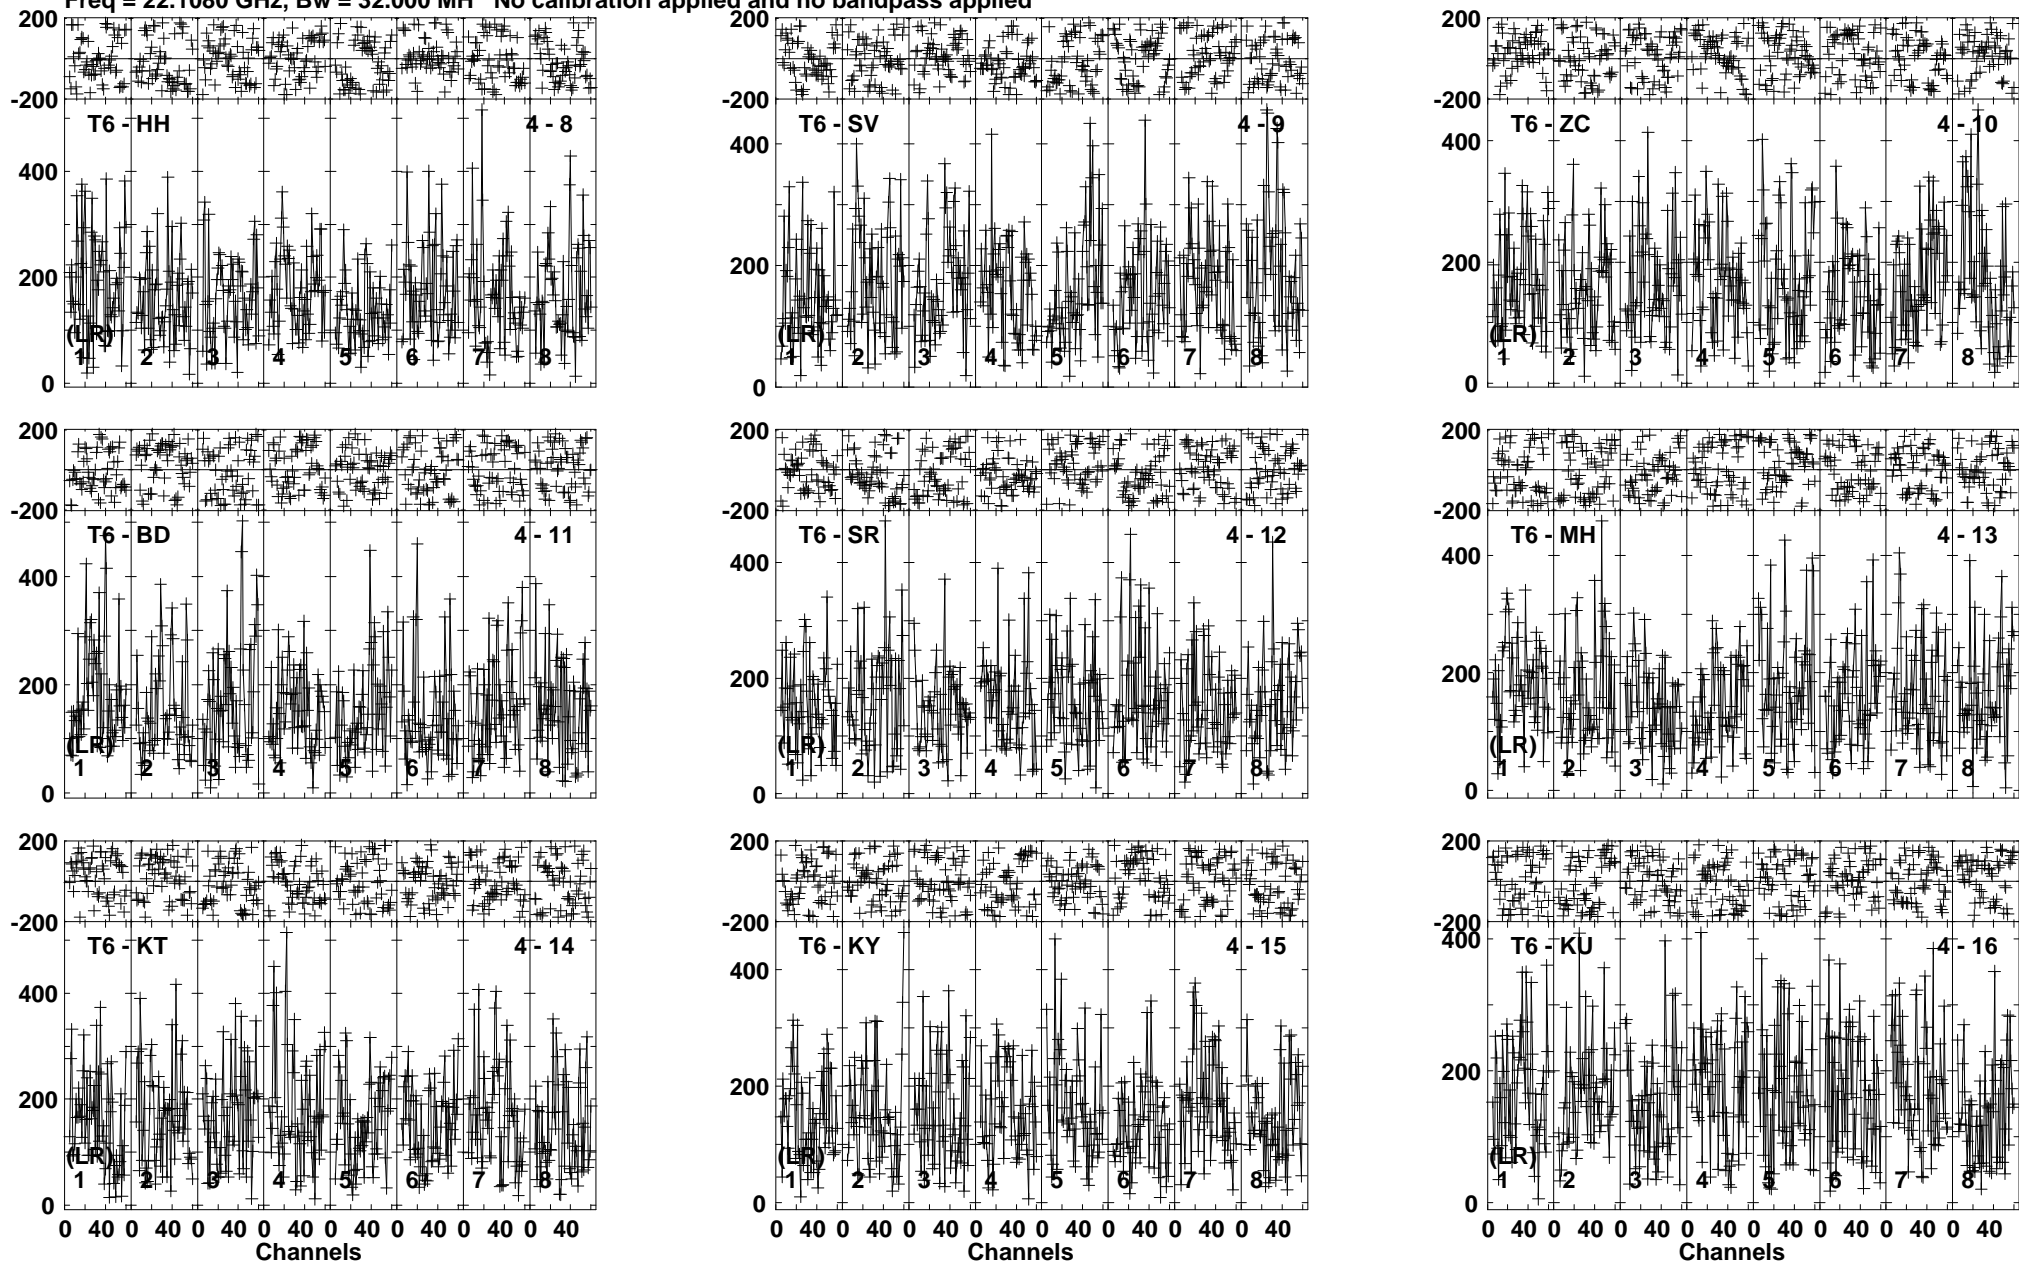 Freq = 22.1080 GHz, Bw = 32.000 MH No calibration applied and no bandpass applied
200
-200
T6 - HH 4 - 8
400
200
(LR)
1 2 3 4 5 6 7 8
0
200
-200
T6 - SV 4 - 9
400
200
(LR)
1 2 3 4 5 6 7 8
0
200
-200
T6 - ZC 4 - 10
400
200
(LR)
1 2 3 4 5 6 7 8
0
200
-200
T6 - BD 4 - 11
400
200
(LR)
1 2 3 4 5 6 7 8
0
200
-200
T6 - SR 4 - 12
400
200
(LR)
1 2 3 4 5 6 7 8
0
200
-200
T6 - MH 4 - 13
400
200
(LR)
1 2 3 4 5 6 7 8
0
200
-200
T6 - KT 4 - 14
400
200
(LR)
1 2 3 4 5 6 7 8
0
0 40 0 40 0 40 0 40 0 40 0 40 0 40 0 40
Channels
200
-200
T6 - KY 4 - 15
400
200
(LR)
1 2 3 4 5 6 7 8
0
0 40 0 40 0 40 0 40 0 40 0 40 0 40 0 40
Channels
200
-200
400
T6 - KU 4 - 16
200
(LR)
1 2 3 4 5 6 7 8
0
0 40 0 40 0 40 0 40 0 40 0 40 0 40 0 40
Channels